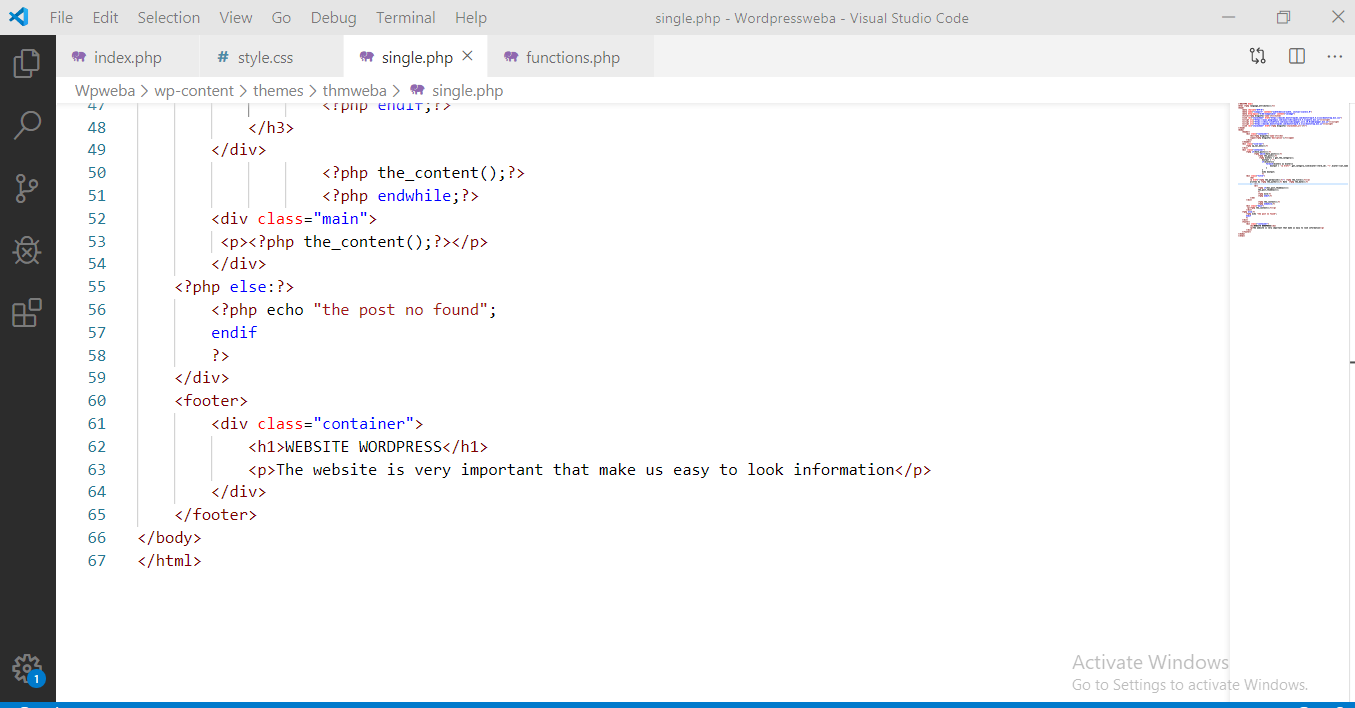 File Edit Selection View Go Debug Terminal Help single.php - Wordpressweba - Visual Studio Code
index.php # style.css single.php functions.php
Wpweba > wp-content > themes > thmweba > single.php
47 <?php endif;?>
48 </h3>
49 </div>
50 <?php the_content();?>
51 <?php endwhile;?>
52 <div class="main">
53 <p><?php the_content();?></p>
54 </div>
55 <?php else:?>
56 <?php echo "the post no found";
57 endif
58 ?>
59 </div>
60 <footer>
61 <div class="container">
62 <h1>WEBSITE WORDPRESS</h1>
63 <p>The website is very important that make us easy to look information</p>
64 </div>
65 </footer>
66 </body>
67 </html>
1
Activate Windows
Go to Settings to activate Windows.